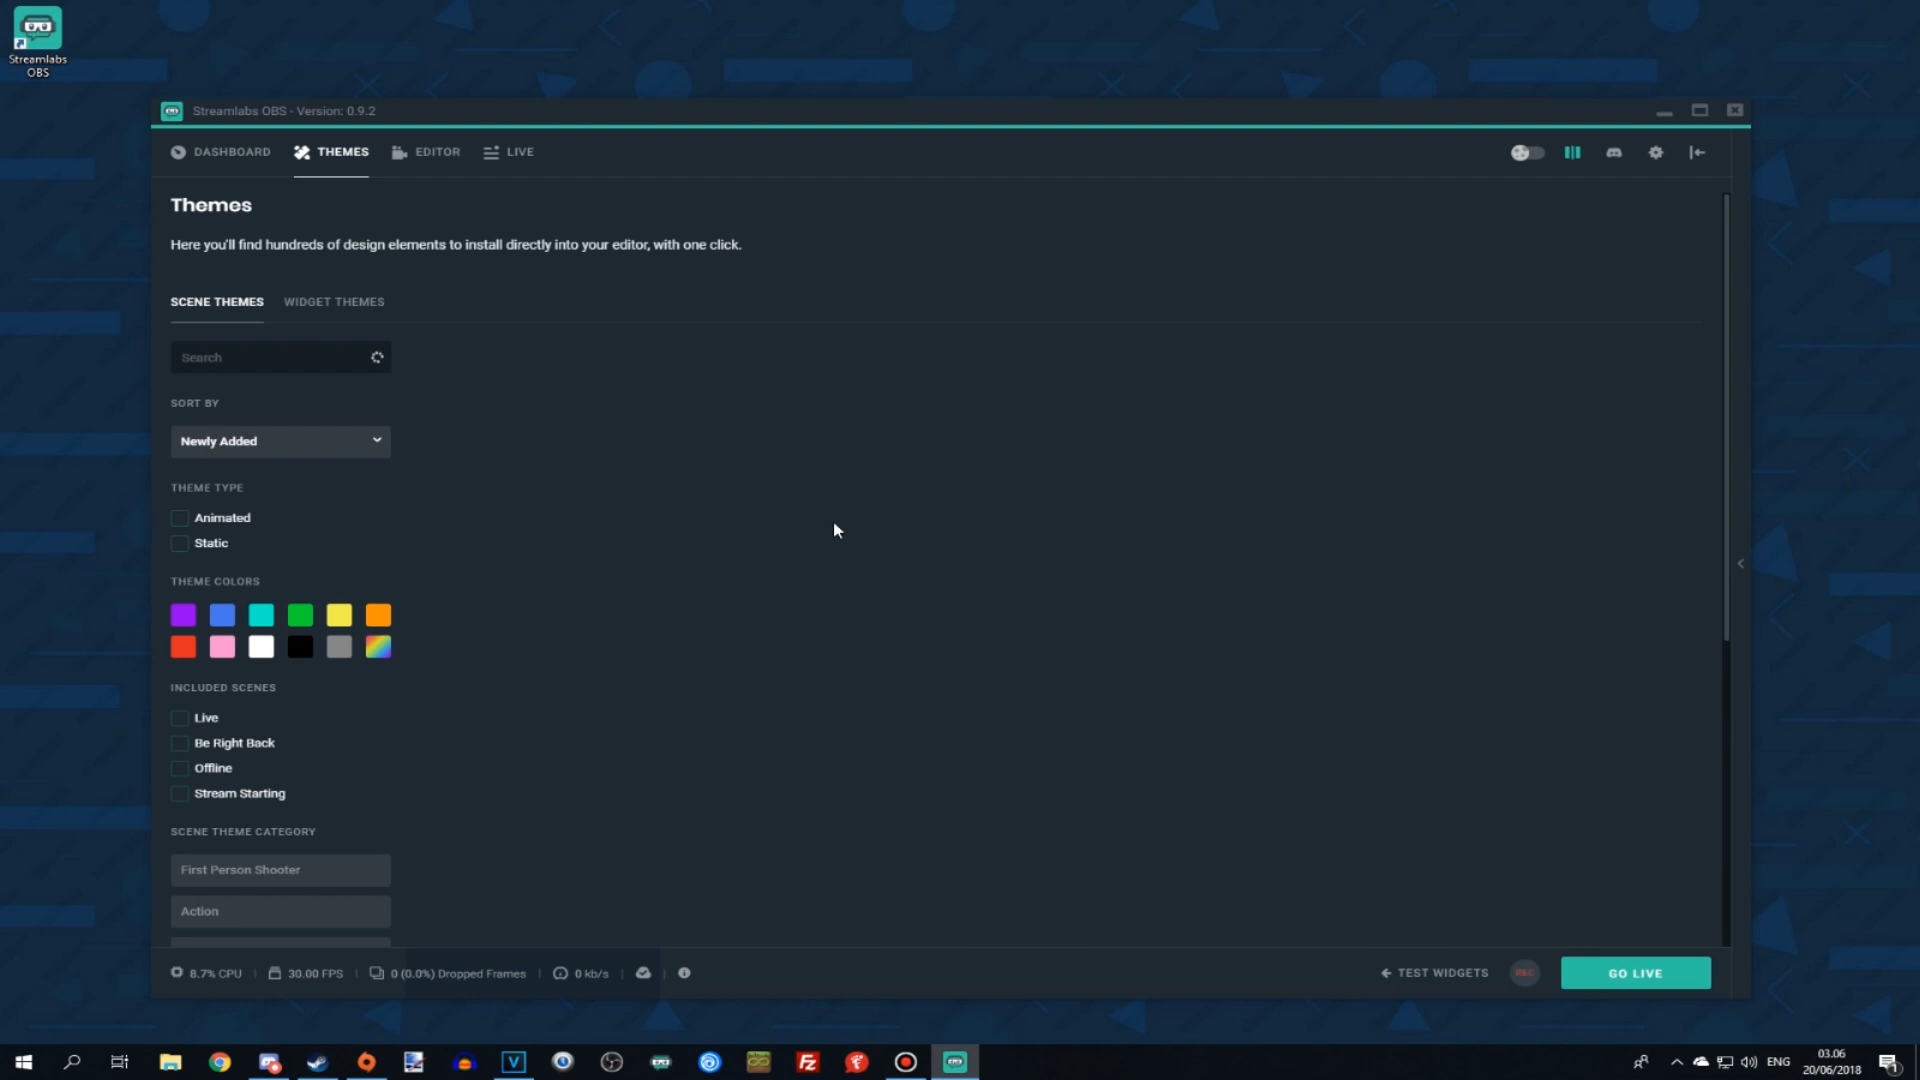 Streamlabs
OBS
Streamlabs OBS - Version: 0.9.2
DASHBOARD THEMES EDITOR LIVE
Themes
Here you'll find hundreds of design elements to install directly into your editor, with one click.
SCENE THEMES WIDGET THEMES
Search
SORT BY
Newly Added
THEME TYPE
Animated
Static
THEME COLORS
INCLUDED SCENES
Live
Be Right Back
Offline
Stream Starting
SCENE THEME CATEGORY
First Person Shooter
Action
8.7% CPU 30.00 FPS 0 (0.0%) Dropped Frames 0 kb/s TEST WIDGETS REC GO LIVE
V Fz ENG 03.06 1
20/06/2018